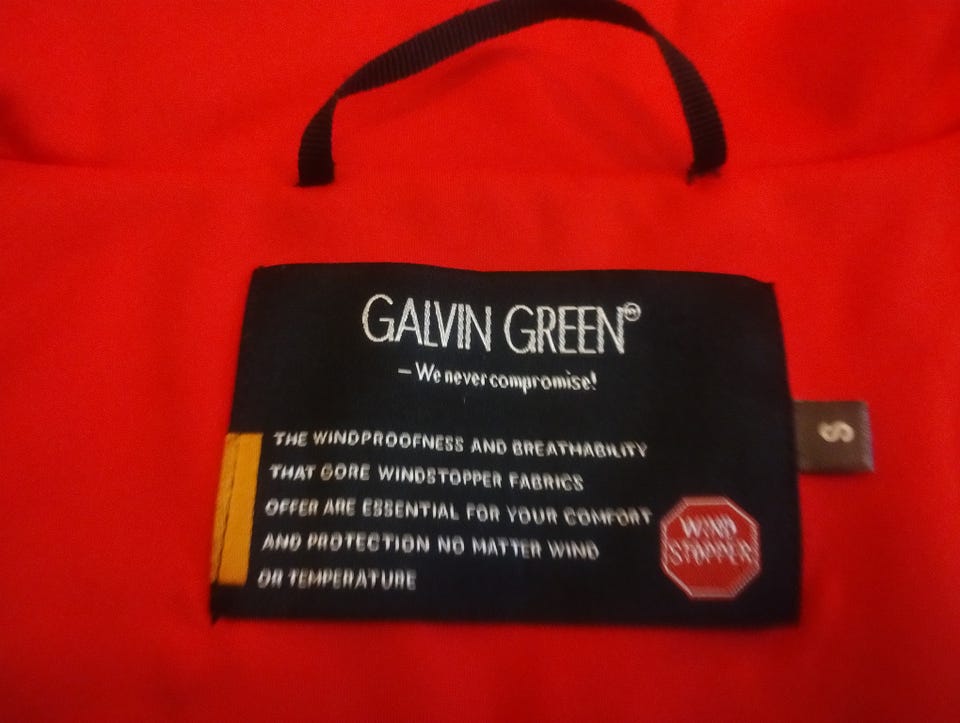 GALVIN GREEN®
– We never compromise!
THE WINDPROOFNESS AND BREATHABILITY
THAT GORE WINDSTOPPER FABRICS
OFFER ARE ESSENTIAL FOR YOUR COMFORT
AND PROTECTION NO MATTER WIND
OR TEMPERATURE
WIND
STOPPER
S